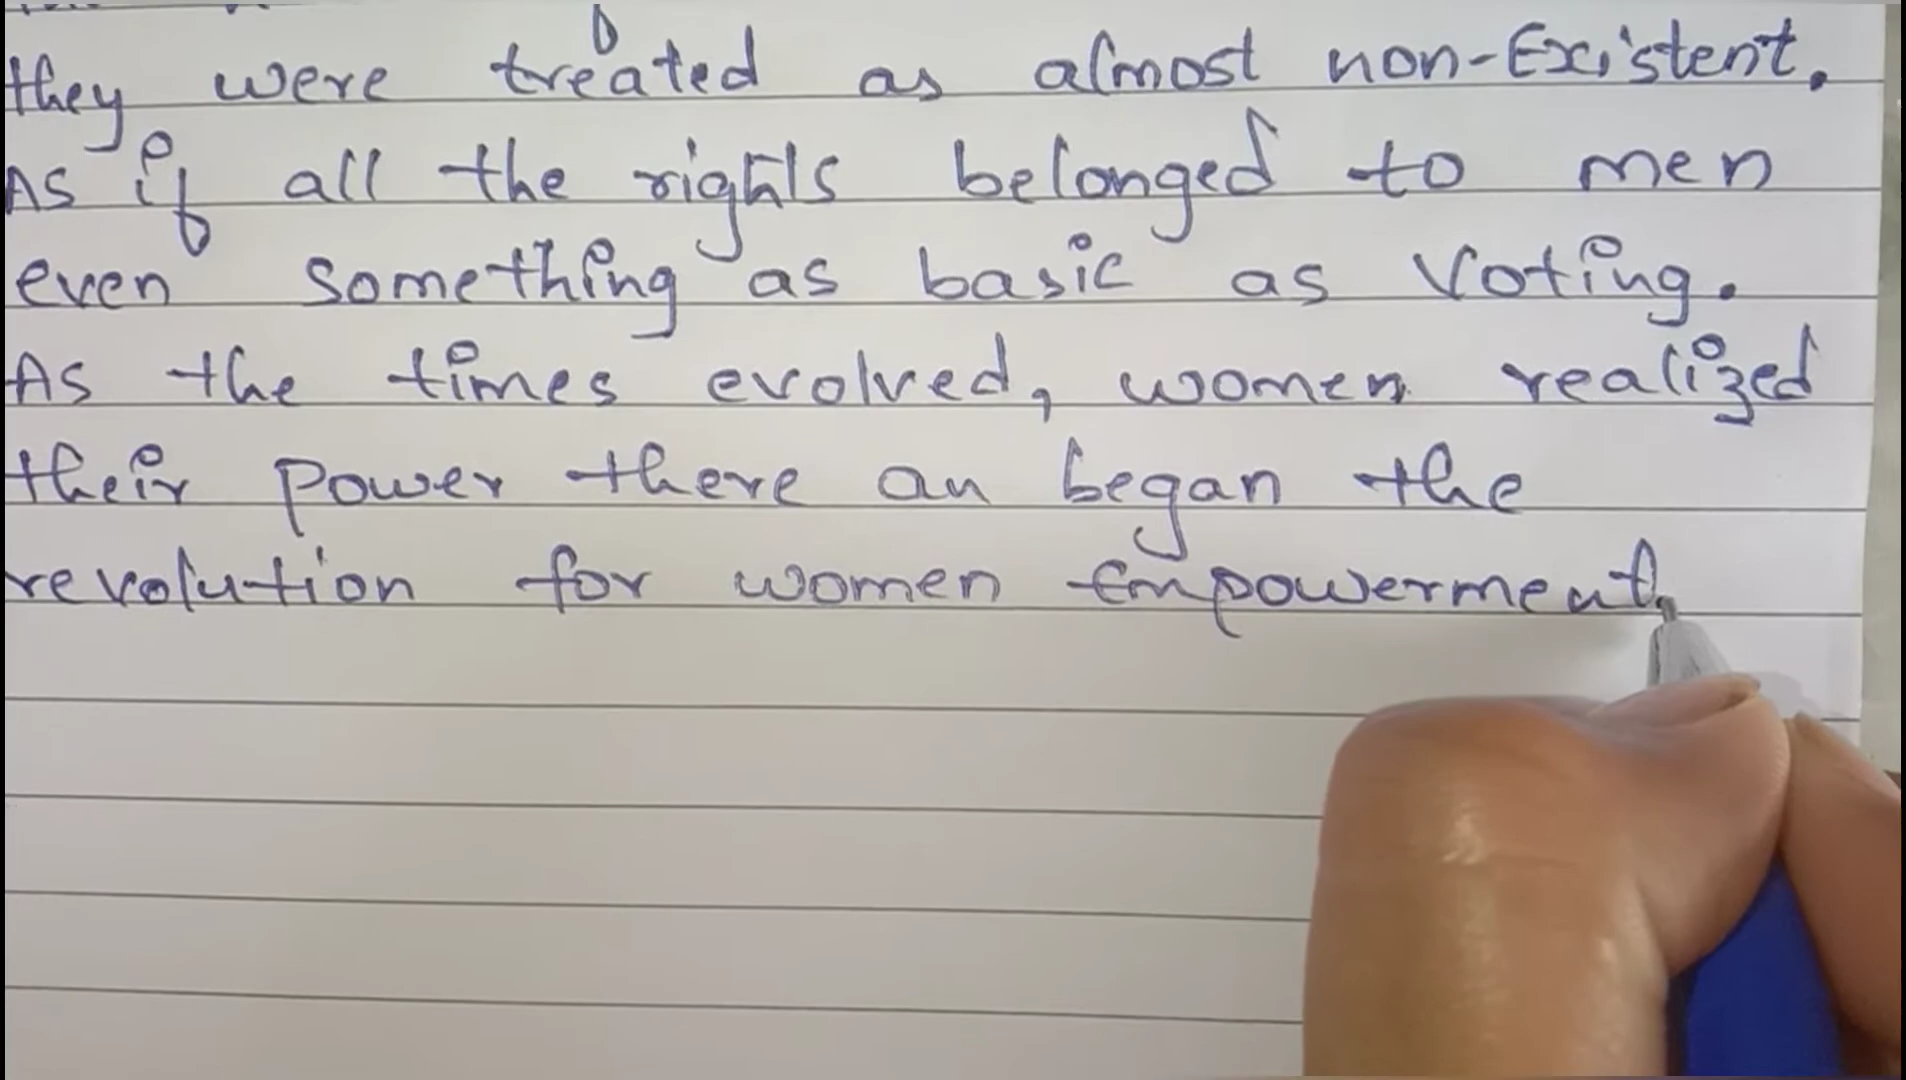 they were treated as almost non-Existent.
As if all the rights belonged to men
even something as basic as voting.
As the times evolved, women realized
their power there an began the
revolution for women Empowerment.